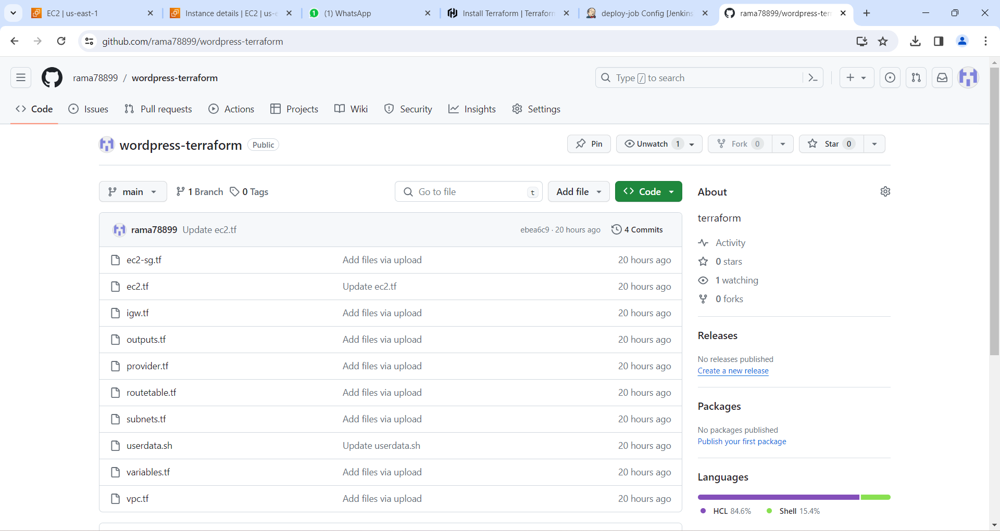 EC2 | us-east-1
Instance details | EC2 | us-e
(1) WhatsApp
Install Terraform | Terraform
deploy-job Config [Jenkins
rama78899/wordpress-terr
github.com/rama78899/wordpress-terraform
rama78899 / wordpress-terraform
Type / to search
Code
Issues
Pull requests
Actions
Projects
Wiki
Security
Insights
Settings
wordpress-terraform Public
Pin
Unwatch 1
Fork 0
Star 0
main
1 Branch
0 Tags
Go to file t
Add file
Code
About
terraform
rama78899 Update ec2.tf ebea6c9 · 20 hours ago 4 Commits
ec2-sg.tf Add files via upload 20 hours ago
ec2.tf Update ec2.tf 20 hours ago
igw.tf Add files via upload 20 hours ago
outputs.tf Add files via upload 20 hours ago
provider.tf Add files via upload 20 hours ago
routetable.tf Add files via upload 20 hours ago
subnets.tf Add files via upload 20 hours ago
userdata.sh Update userdata.sh 20 hours ago
variables.tf Add files via upload 20 hours ago
vpc.tf Add files via upload 20 hours ago
Activity
0 stars
1 watching
0 forks
Releases
No releases published
Create a new release
Packages
No packages published
Publish your first package
Languages
HCL 84.6% Shell 15.4%